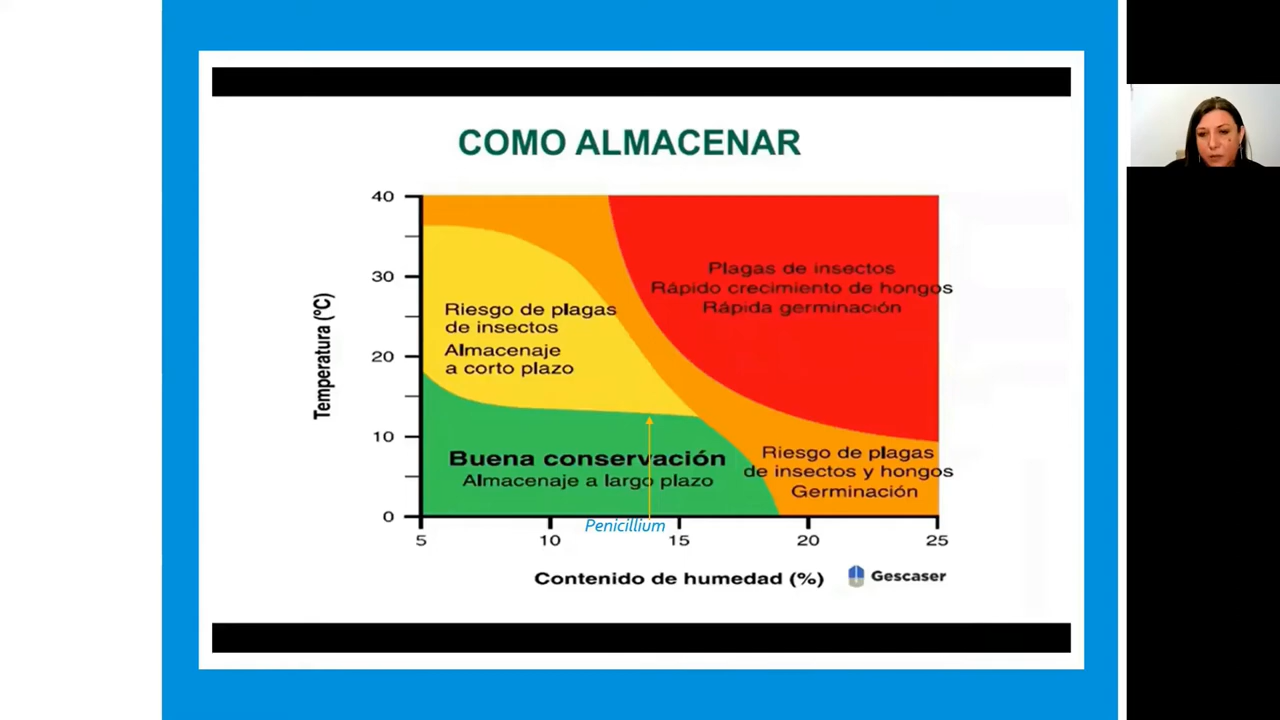 COMO ALMACENAR
Temperatura (ºC)
40
30
20
10
0
Plagas de insectos
Rápido crecimiento de hongos
Rápida germinación
Riesgo de plagas
de insectos
Almacenaje
a corto plazo
Buena conservación
Almacenaje a largo plazo
Riesgo de plagas
de insectos y hongos
Germinación
Penicillium
5 10 15 20 25
Contenido de humedad (%)
Gescaser